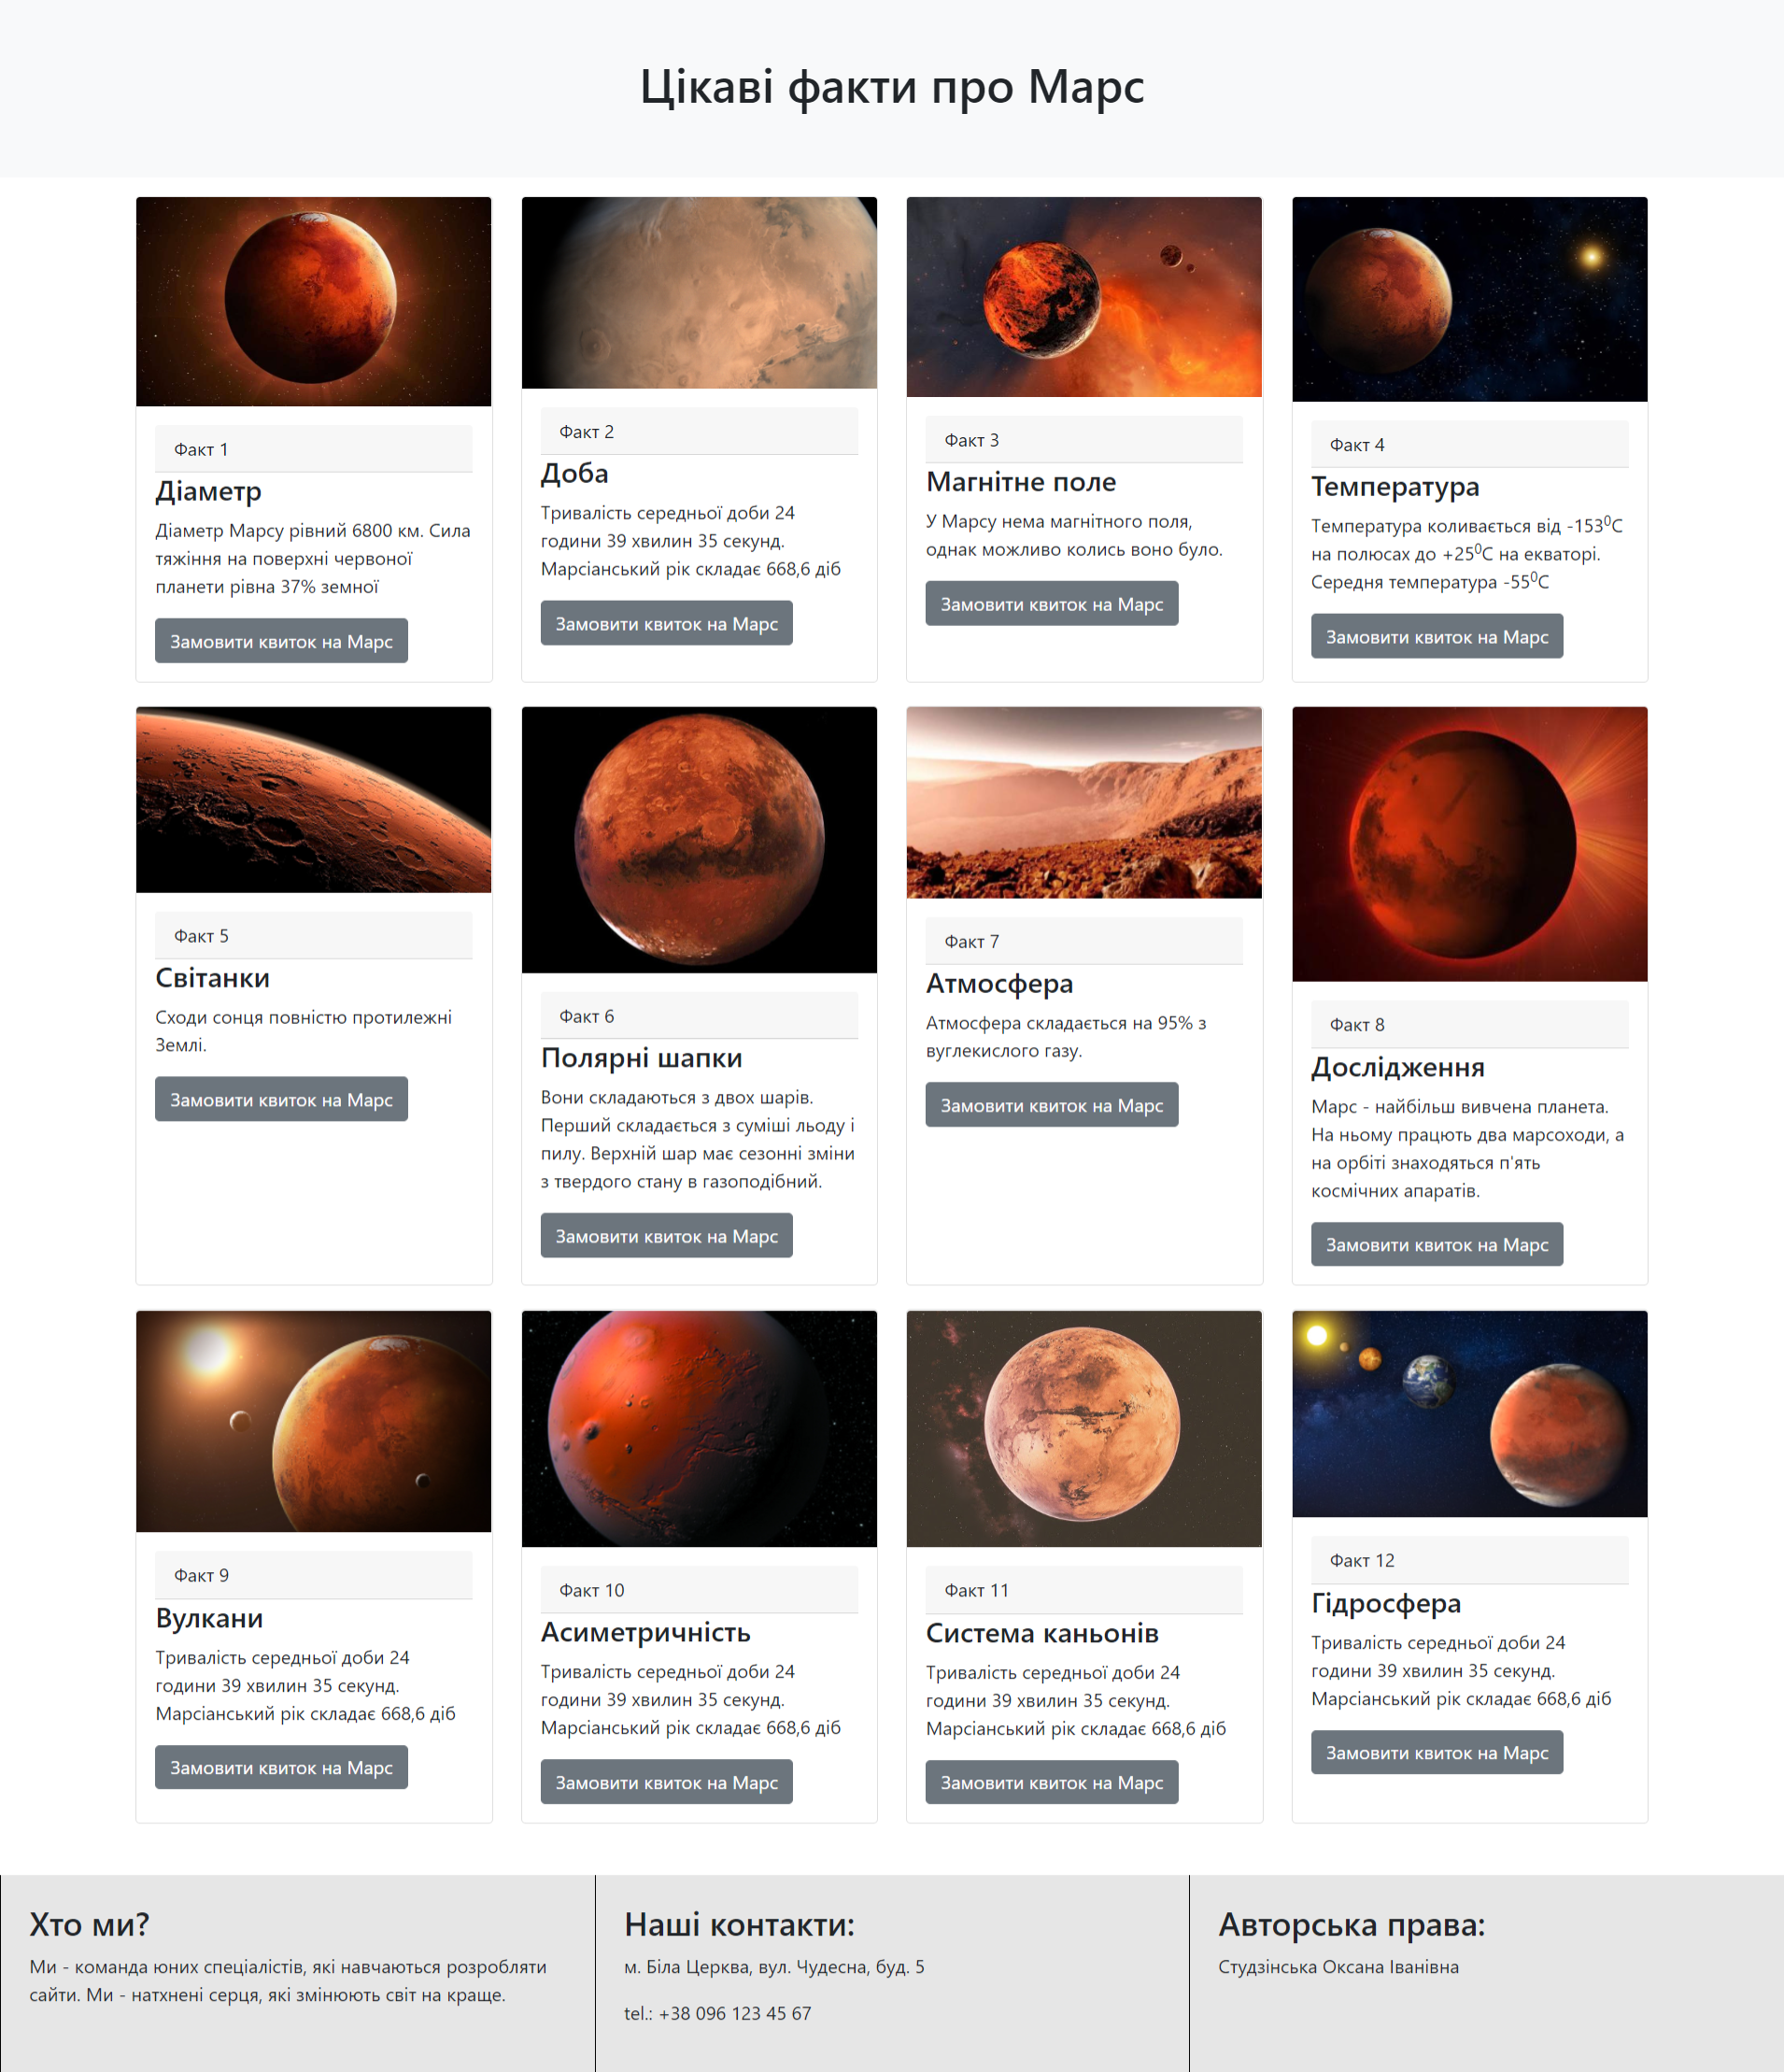 Цікаві факти про Марс
Факт 1
Діаметр
Діаметр Марсу рівний 6800 км. Сила
тяжіння на поверхні червоної
планети рівна 37% земної
Замовити квиток на Марс
Факт 2
Доба
Тривалість середньої доби 24
години 39 хвилин 35 секунд.
Марсіанський рік складає 668,6 діб
Замовити квиток на Марс
Факт 3
Магнітне поле
У Марсу нема магнітного поля,
однак можливо колись воно було.
Замовити квиток на Марс
Факт 4
Температура
Температура коливається від -153⁰С
на полюсах до +25⁰С на екваторі.
Середня температура -55⁰С
Замовити квиток на Марс
Факт 5
Світанки
Сходи сонця повністю протилежні
Землі.
Замовити квиток на Марс
Факт 6
Полярні шапки
Вони складаються з двох шарів.
Перший складається з суміші льоду і
пилу. Верхній шар має сезонні зміни
з твердого стану в газоподібний.
Замовити квиток на Марс
Факт 7
Атмосфера
Атмосфера складається на 95% з
вуглекислого газу.
Замовити квиток на Марс
Факт 8
Дослідження
Марс - найбільш вивчена планета.
На ньому працють два марсоходи, а
на орбіті знаходяться п'ять
космічних апаратів.
Замовити квиток на Марс
Факт 9
Вулкани
Тривалість середньої доби 24
години 39 хвилин 35 секунд.
Марсіанський рік складає 668,6 діб
Замовити квиток на Марс
Факт 10
Асиметричність
Тривалість середньої доби 24
години 39 хвилин 35 секунд.
Марсіанський рік складає 668,6 діб
Замовити квиток на Марс
Факт 11
Система каньонів
Тривалість середньої доби 24
години 39 хвилин 35 секунд.
Марсіанський рік складає 668,6 діб
Замовити квиток на Марс
Факт 12
Гідросфера
Тривалість середньої доби 24
години 39 хвилин 35 секунд.
Марсіанський рік складає 668,6 діб
Замовити квиток на Марс
Хто ми?
Ми - команда юних спеціалістів, які навчаються розробляти
сайти. Ми - натхнені серця, які змінюють світ на краще.
Наші контакти:
м. Біла Церква, вул. Чудесна, буд. 5
tel.: +38 096 123 45 67
Авторська права:
Студзінська Оксана Іванівна